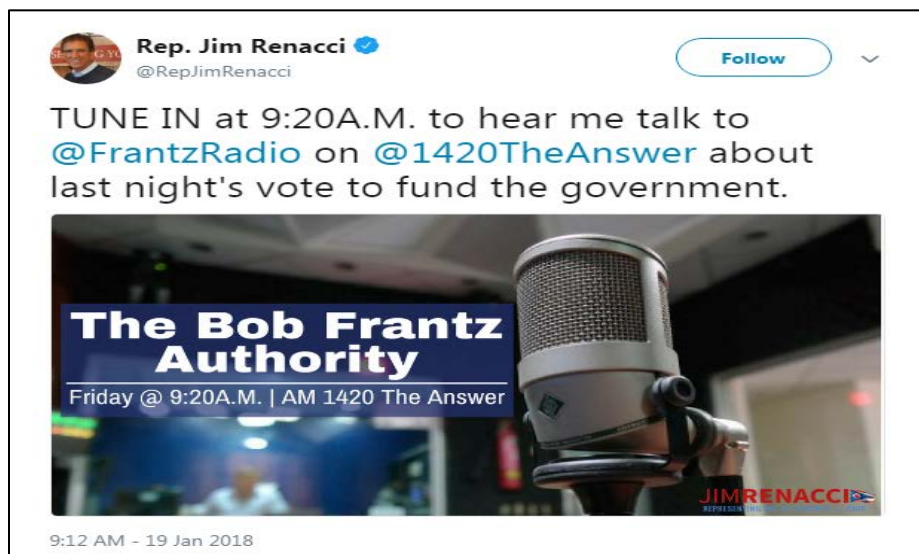 Rep. Jim Renacci
@RepJimRenacci
Follow
TUNE IN at 9:20A.M. to hear me talk to
@FrantzRadio on @1420TheAnswer about
last night's vote to fund the government.
The Bob Frantz
Authority
Friday @ 9:20A.M. | AM 1420 The Answer
JIMRENACCI
REPRESENTING
9:12 AM - 19 Jan 2018